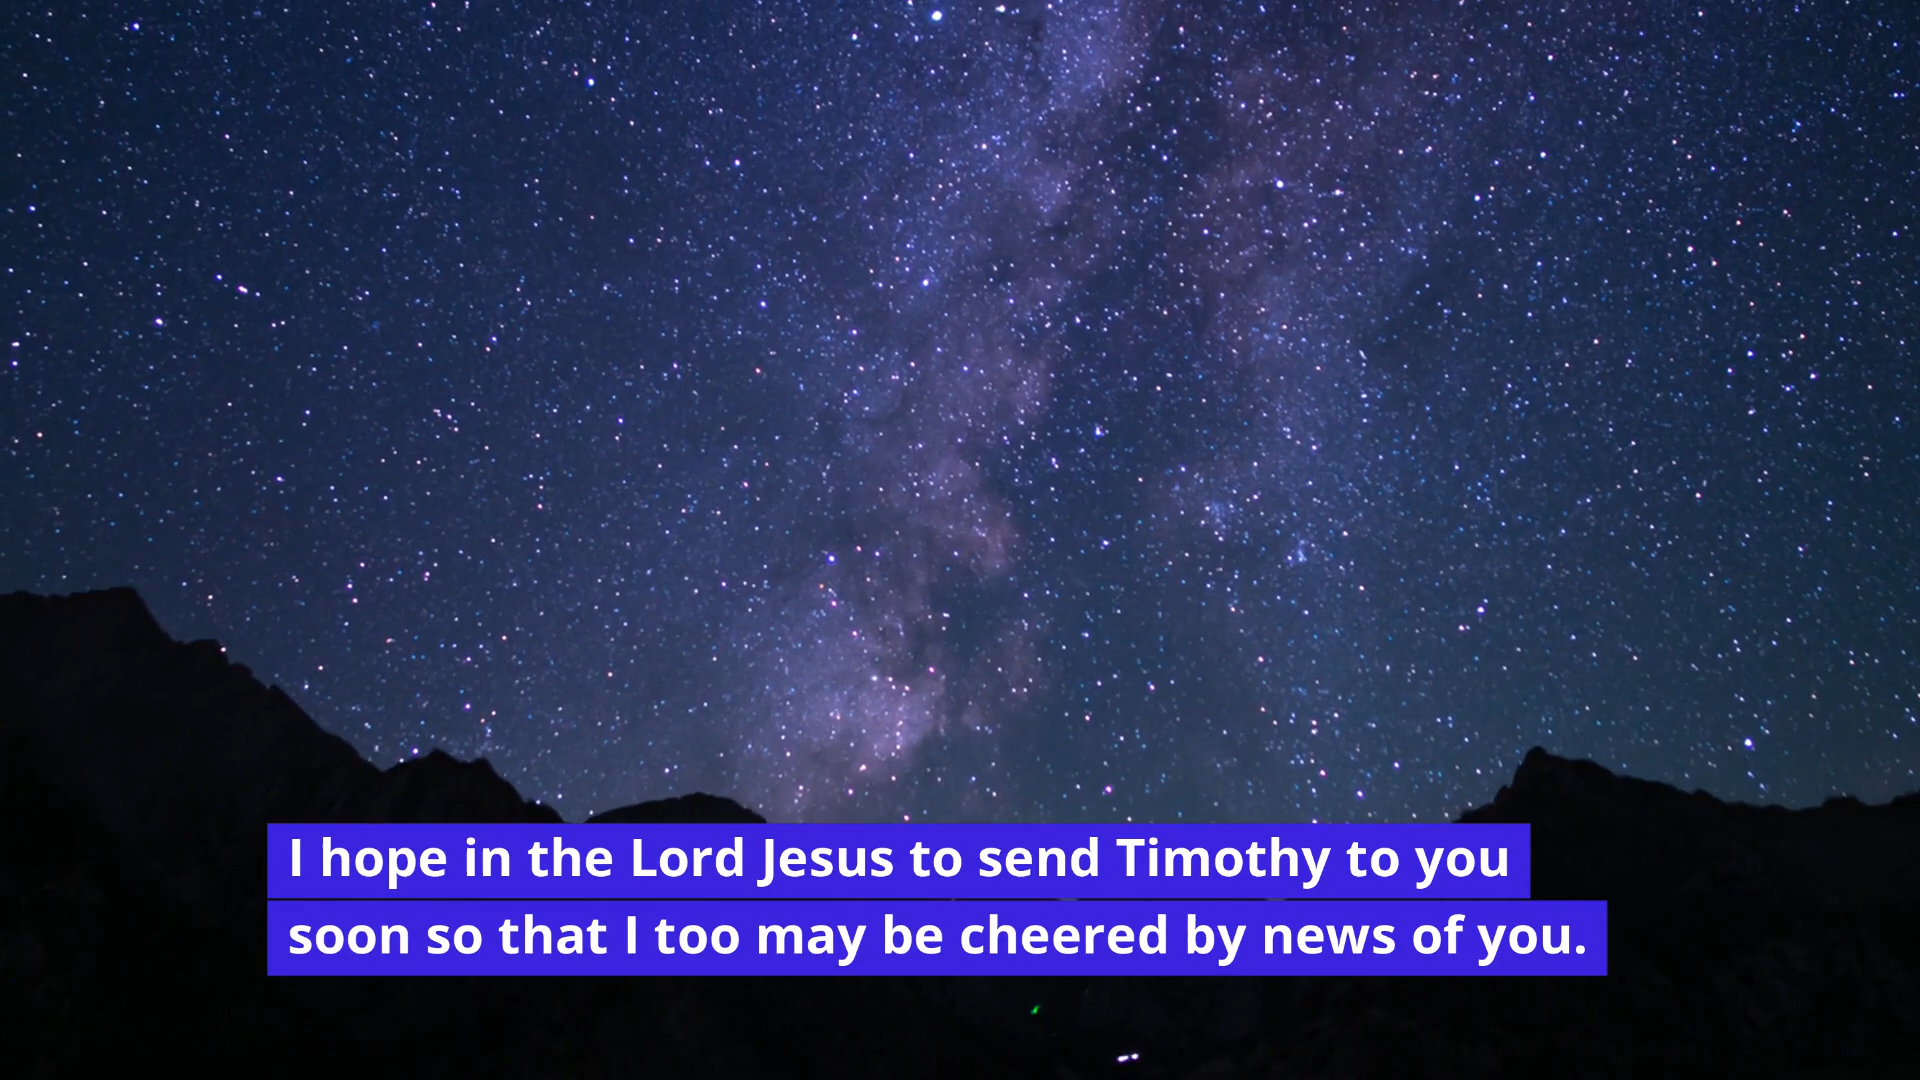 I hope in the Lord Jesus to send Timothy to you
soon so that I too may be cheered by news of you.